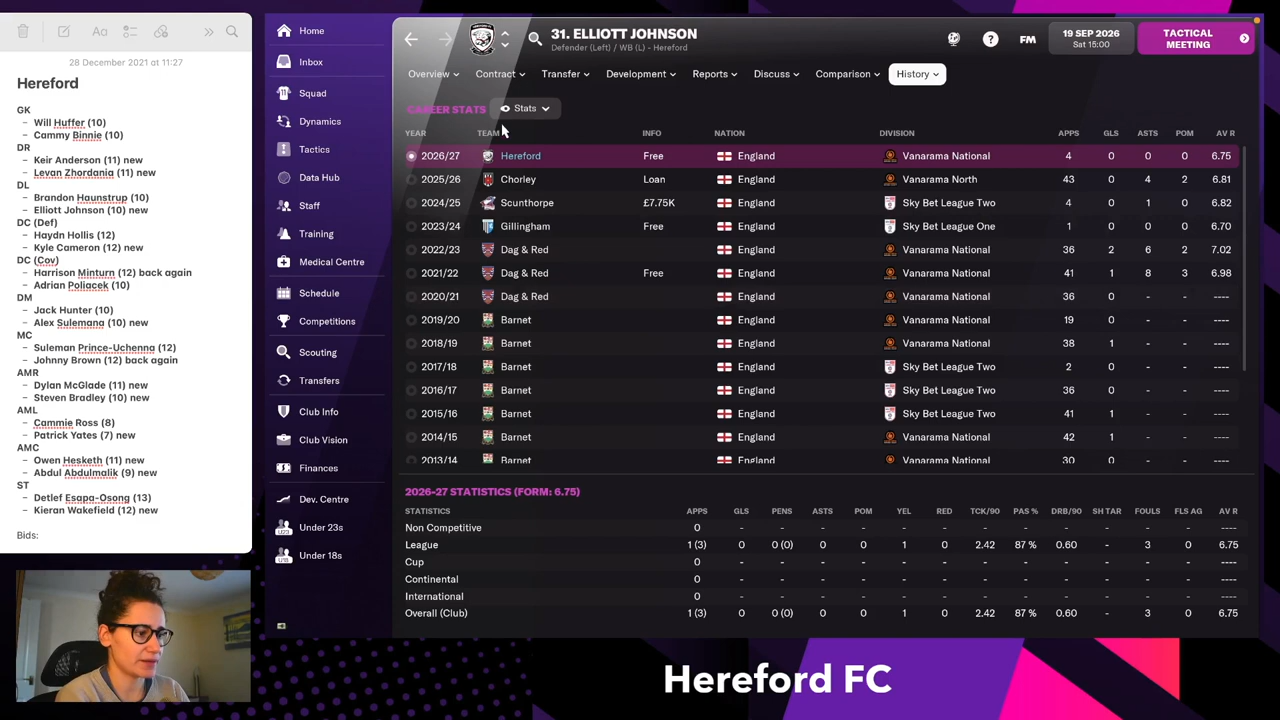 28 December 2021 at 11:27
Hereford
GK
– Will Huffer (10)
– Cammy Binnie (10)
DR
– Keir Anderson (11) new
– Levan Zhordania (11) new
DL
– Brandon Haunstrup (10)
– Elliott Johnson (10) new
DC (Def)
– Haydn Hollis (12)
– Kyle Cameron (12) new
DC (Cov)
– Harrison Minturn (12) back again
– Adrian Poliacek (10)
DM
– Jack Hunter (10)
– Alex Sulemana (10) new
MC
– Suleman Prince-Uchenna (12)
– Johnny Brown (12) back again
AMR
– Dylan McGlade (11) new
– Steven Bradley (10) new
AML
– Cammie Ross (8)
– Patrick Yates (7) new
AMC
– Owen Hesketh (11) new
– Abdul Abdulmalik (9) new
ST
– Detlef Esapa-Osong (13)
– Kieran Wakefield (12) new
Bids:
Home
Inbox
Squad
Dynamics
Tactics
Data Hub
Staff
Training
Medical Centre
Schedule
Competitions
Scouting
Transfers
Club Info
Club Vision
Finances
Dev. Centre
Under 23s
Under 18s
31. ELLIOTT JOHNSON
Defender (Left) / WB (L) - Hereford
FM
19 SEP 2026
Sat 15:00
TACTICAL
MEETING
Overview Contract Transfer Development Reports Discuss Comparison History
CAREER STATS Stats
YEAR TEAM INFO NATION DIVISION APPS GLS ASTS POM AV R
2026/27 Hereford Free England Vanarama National 4 0 0 0 6.75
2025/26 Chorley Loan England Vanarama North 43 0 4 2 6.81
2024/25 Scunthorpe £7.75K England Sky Bet League Two 4 0 1 0 6.82
2023/24 Gillingham Free England Sky Bet League One 1 0 0 0 6.70
2022/23 Dag & Red England Vanarama National 36 2 6 2 7.02
2021/22 Dag & Red Free England Vanarama National 41 1 8 3 6.98
2020/21 Dag & Red England Vanarama National 36 - - - ----
2019/20 Barnet England Vanarama National 19 - - - ----
2018/19 Barnet England Vanarama National 38 1 - - ----
2017/18 Barnet England Sky Bet League Two 2 - - - ----
2016/17 Barnet England Sky Bet League Two 36 - - - ----
2015/16 Barnet England Sky Bet League Two 41 1 - - ----
2014/15 Barnet England Vanarama National 42 1 - - ----
2013/14 Barnet England Vanarama National 30 - - - ----
2026-27 STATISTICS (FORM: 6.75)
STATISTICS APPS GLS PENS ASTS POM YEL RED TCK/90 PAS % DRB/90 SH TAR FOULS FLS AG AV R
Non Competitive 0 - - - - - - - - - - - - ----
League 1 (3) 0 0 (0) 0 0 1 0 2.42 87 % 0.60 - 3 0 6.75
Cup 0 - - - - - - - - - - - - ----
Continental 0 - - - - - - - - - - - - ----
International 0 - - - - - - - - - - - - ----
Overall (Club) 1 (3) 0 0 (0) 0 0 1 0 2.42 87 % 0.60 - 3 0 6.75
Hereford FC